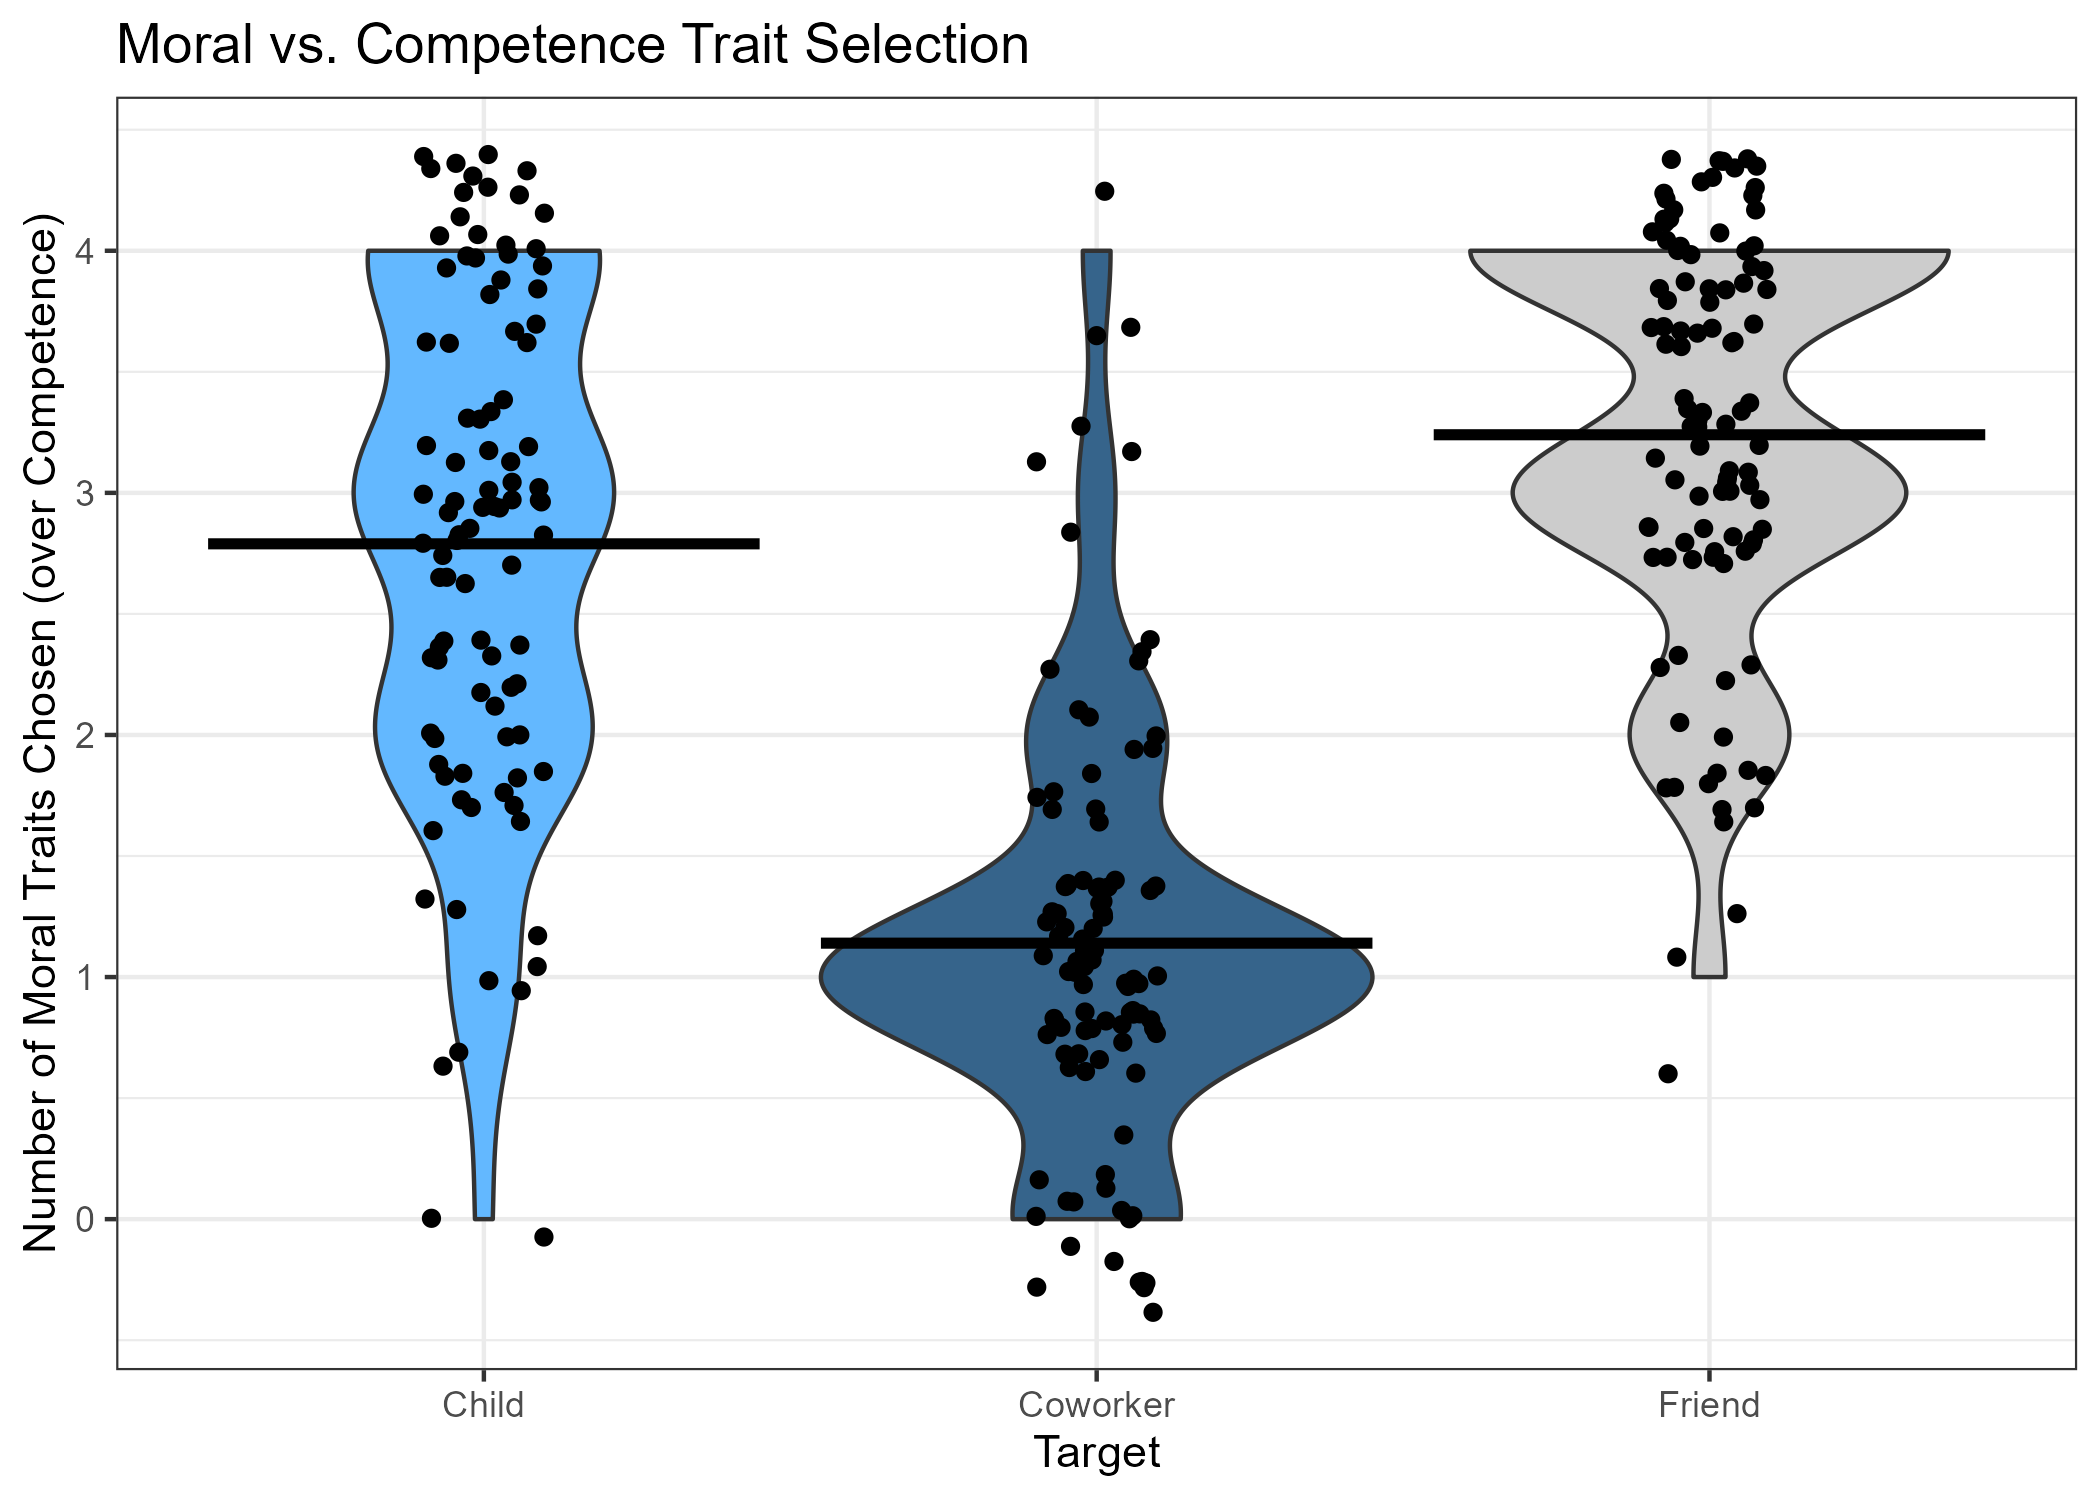 Moral vs. Competence Trait Selection
Number of Moral Traits Chosen (over Competence)
4
3
2
1
0
Child
Coworker
Friend
Target